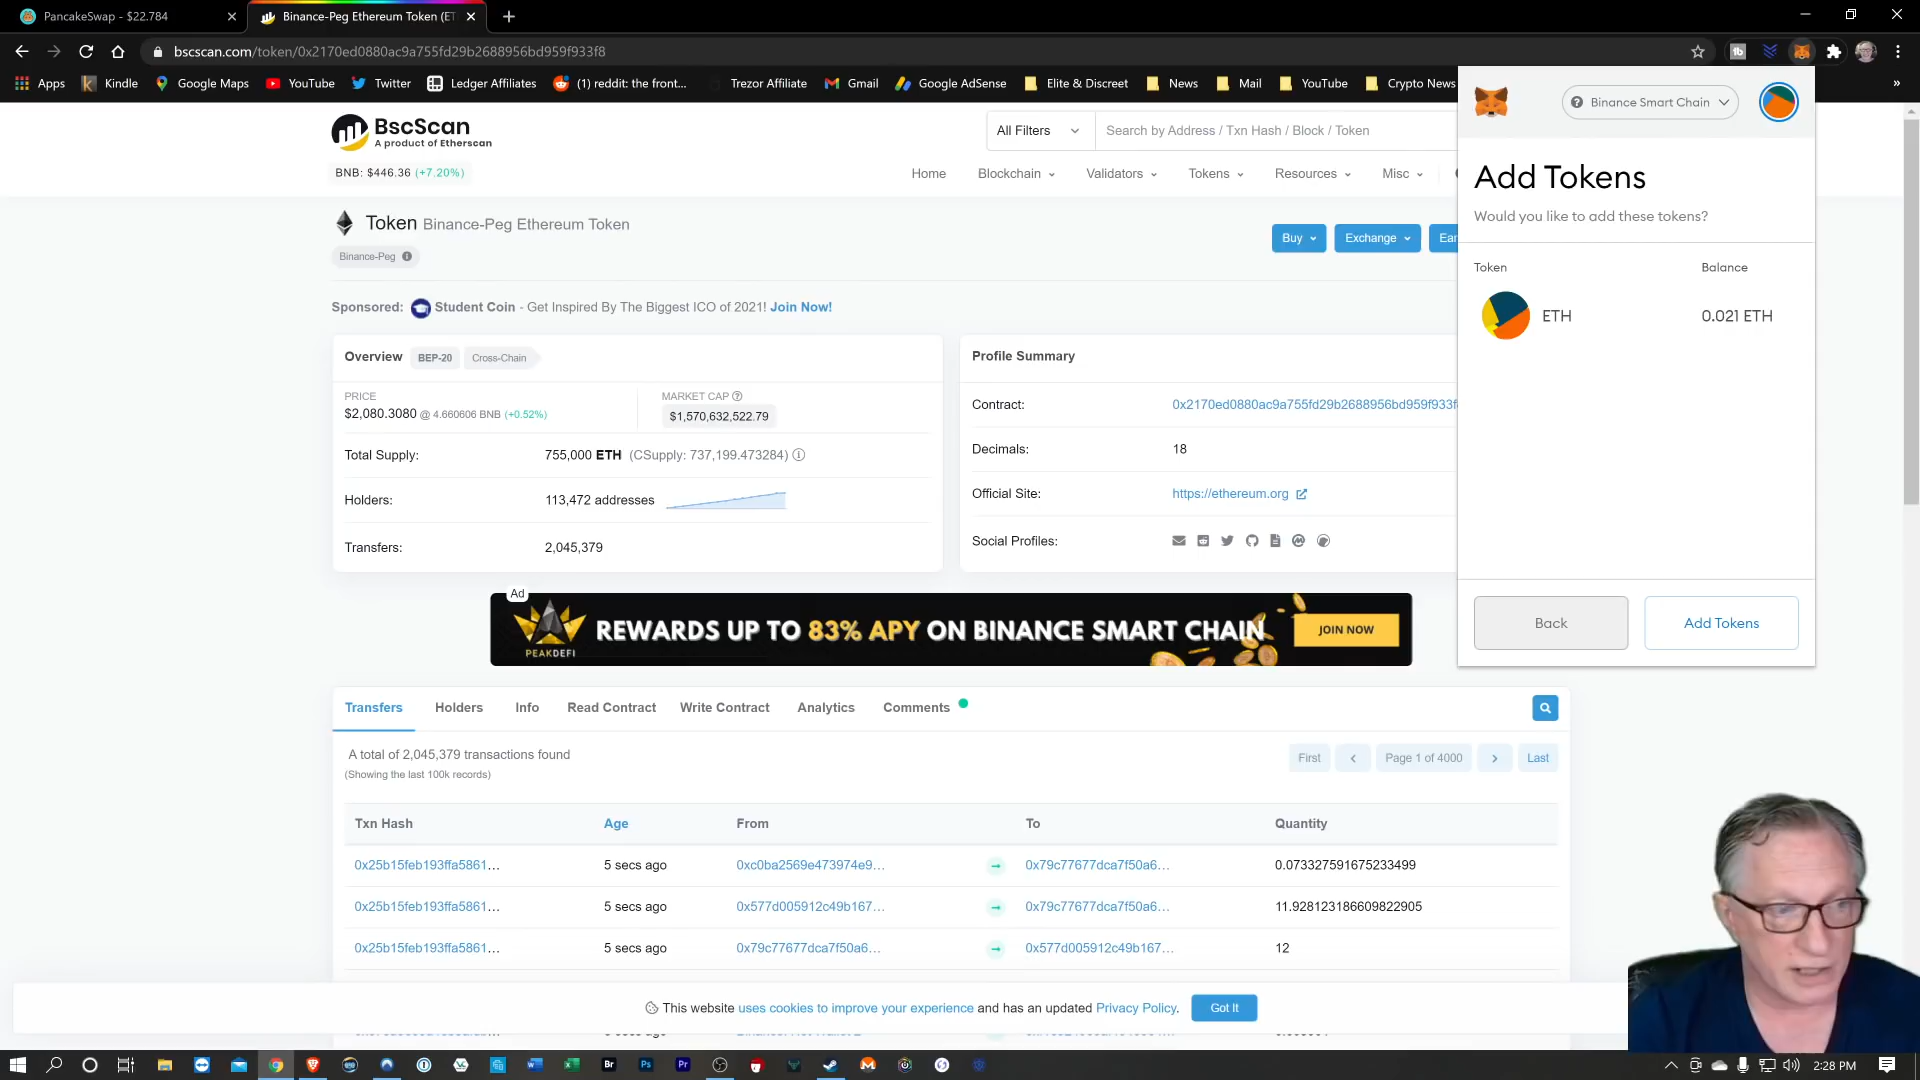 PancakeSwap - $22.784
Binance-Peg Ethereum Token (ET
bscscan.com/token/0x2170ed0880ac9a755fd29b2688956bd959f933f8
Apps
Kindle
Google Maps
YouTube
Twitter
Ledger Affiliates
(1) reddit: the front...
Trezor Affiliate
Gmail
Google AdSense
Elite & Discreet
News
Mail
YouTube
Crypto News
BscScan
A product of Etherscan
All Filters
Search by Address / Txn Hash / Block / Token
BNB: $446.36 (+7.20%)
Home
Blockchain
Validators
Tokens
Resources
Misc
Token Binance-Peg Ethereum Token
Binance-Peg
Buy
Exchange
Ear
Sponsored: Student Coin - Get Inspired By The Biggest ICO of 2021! Join Now!
Overview BEP-20 Cross-Chain
PRICE
$2,080.3080 @ 4.660606 BNB (+0.52%)
MARKET CAP
$1,570,632,522.79
Total Supply: 755,000 ETH (CSupply: 737,199.473284)
Holders: 113,472 addresses
Transfers: 2,045,379
Profile Summary
Contract: 0x2170ed0880ac9a755fd29b2688956bd959f933f
Decimals: 18
Official Site: https://ethereum.org
Social Profiles:
Ad
PEAKDEFI
REWARDS UP TO 83% APY ON BINANCE SMART CHAIN
JOIN NOW
Transfers
Holders
Info
Read Contract
Write Contract
Analytics
Comments
A total of 2,045,379 transactions found
(Showing the last 100k records)
First
Page 1 of 4000
Last
Txn Hash Age From To Quantity
0x25b15feb193ffa5861... 5 secs ago 0xc0ba2569e473974e9... 0x79c77677dca7f50a6... 0.073327591675233499
0x25b15feb193ffa5861... 5 secs ago 0x577d005912c49b167... 0x79c77677dca7f50a6... 11.928123186609822905
0x25b15feb193ffa5861... 5 secs ago 0x79c77677dca7f50a6... 0x577d005912c49b167... 12
This website uses cookies to improve your experience and has an updated Privacy Policy.
Got It
Binance Smart Chain
Add Tokens
Would you like to add these tokens?
Token Balance
ETH 0.021 ETH
Back
Add Tokens
2:28 PM